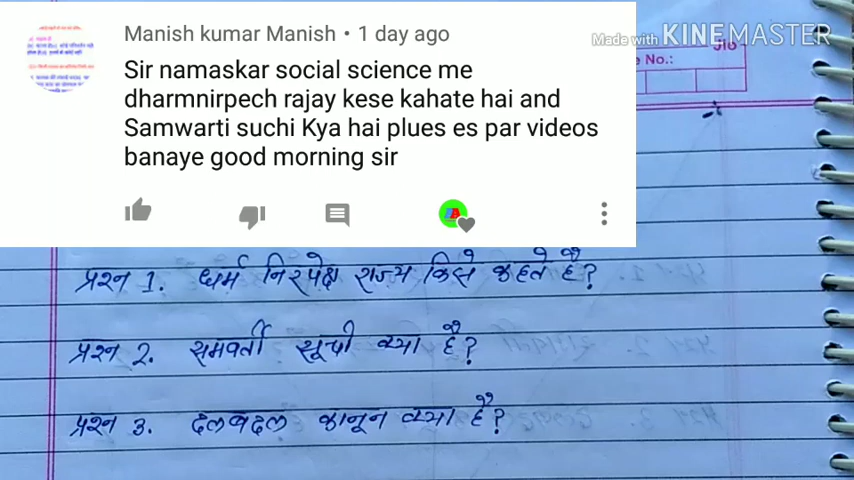 Manish kumar Manish • 1 day ago
Made with KINEMASTER
Sir namaskar social science me
dharmnirpech rajay kese kahate hai and
Samwarti suchi Kya hai plues es par videos
banaye good morning sir
No.:
प्रश्न 1. धर्म निरपेक्ष राज्य किसे कहते है?
प्रश्न 2. समवर्ती सूची क्या है?
प्रश्न 3. दलबदल कानून क्या है?